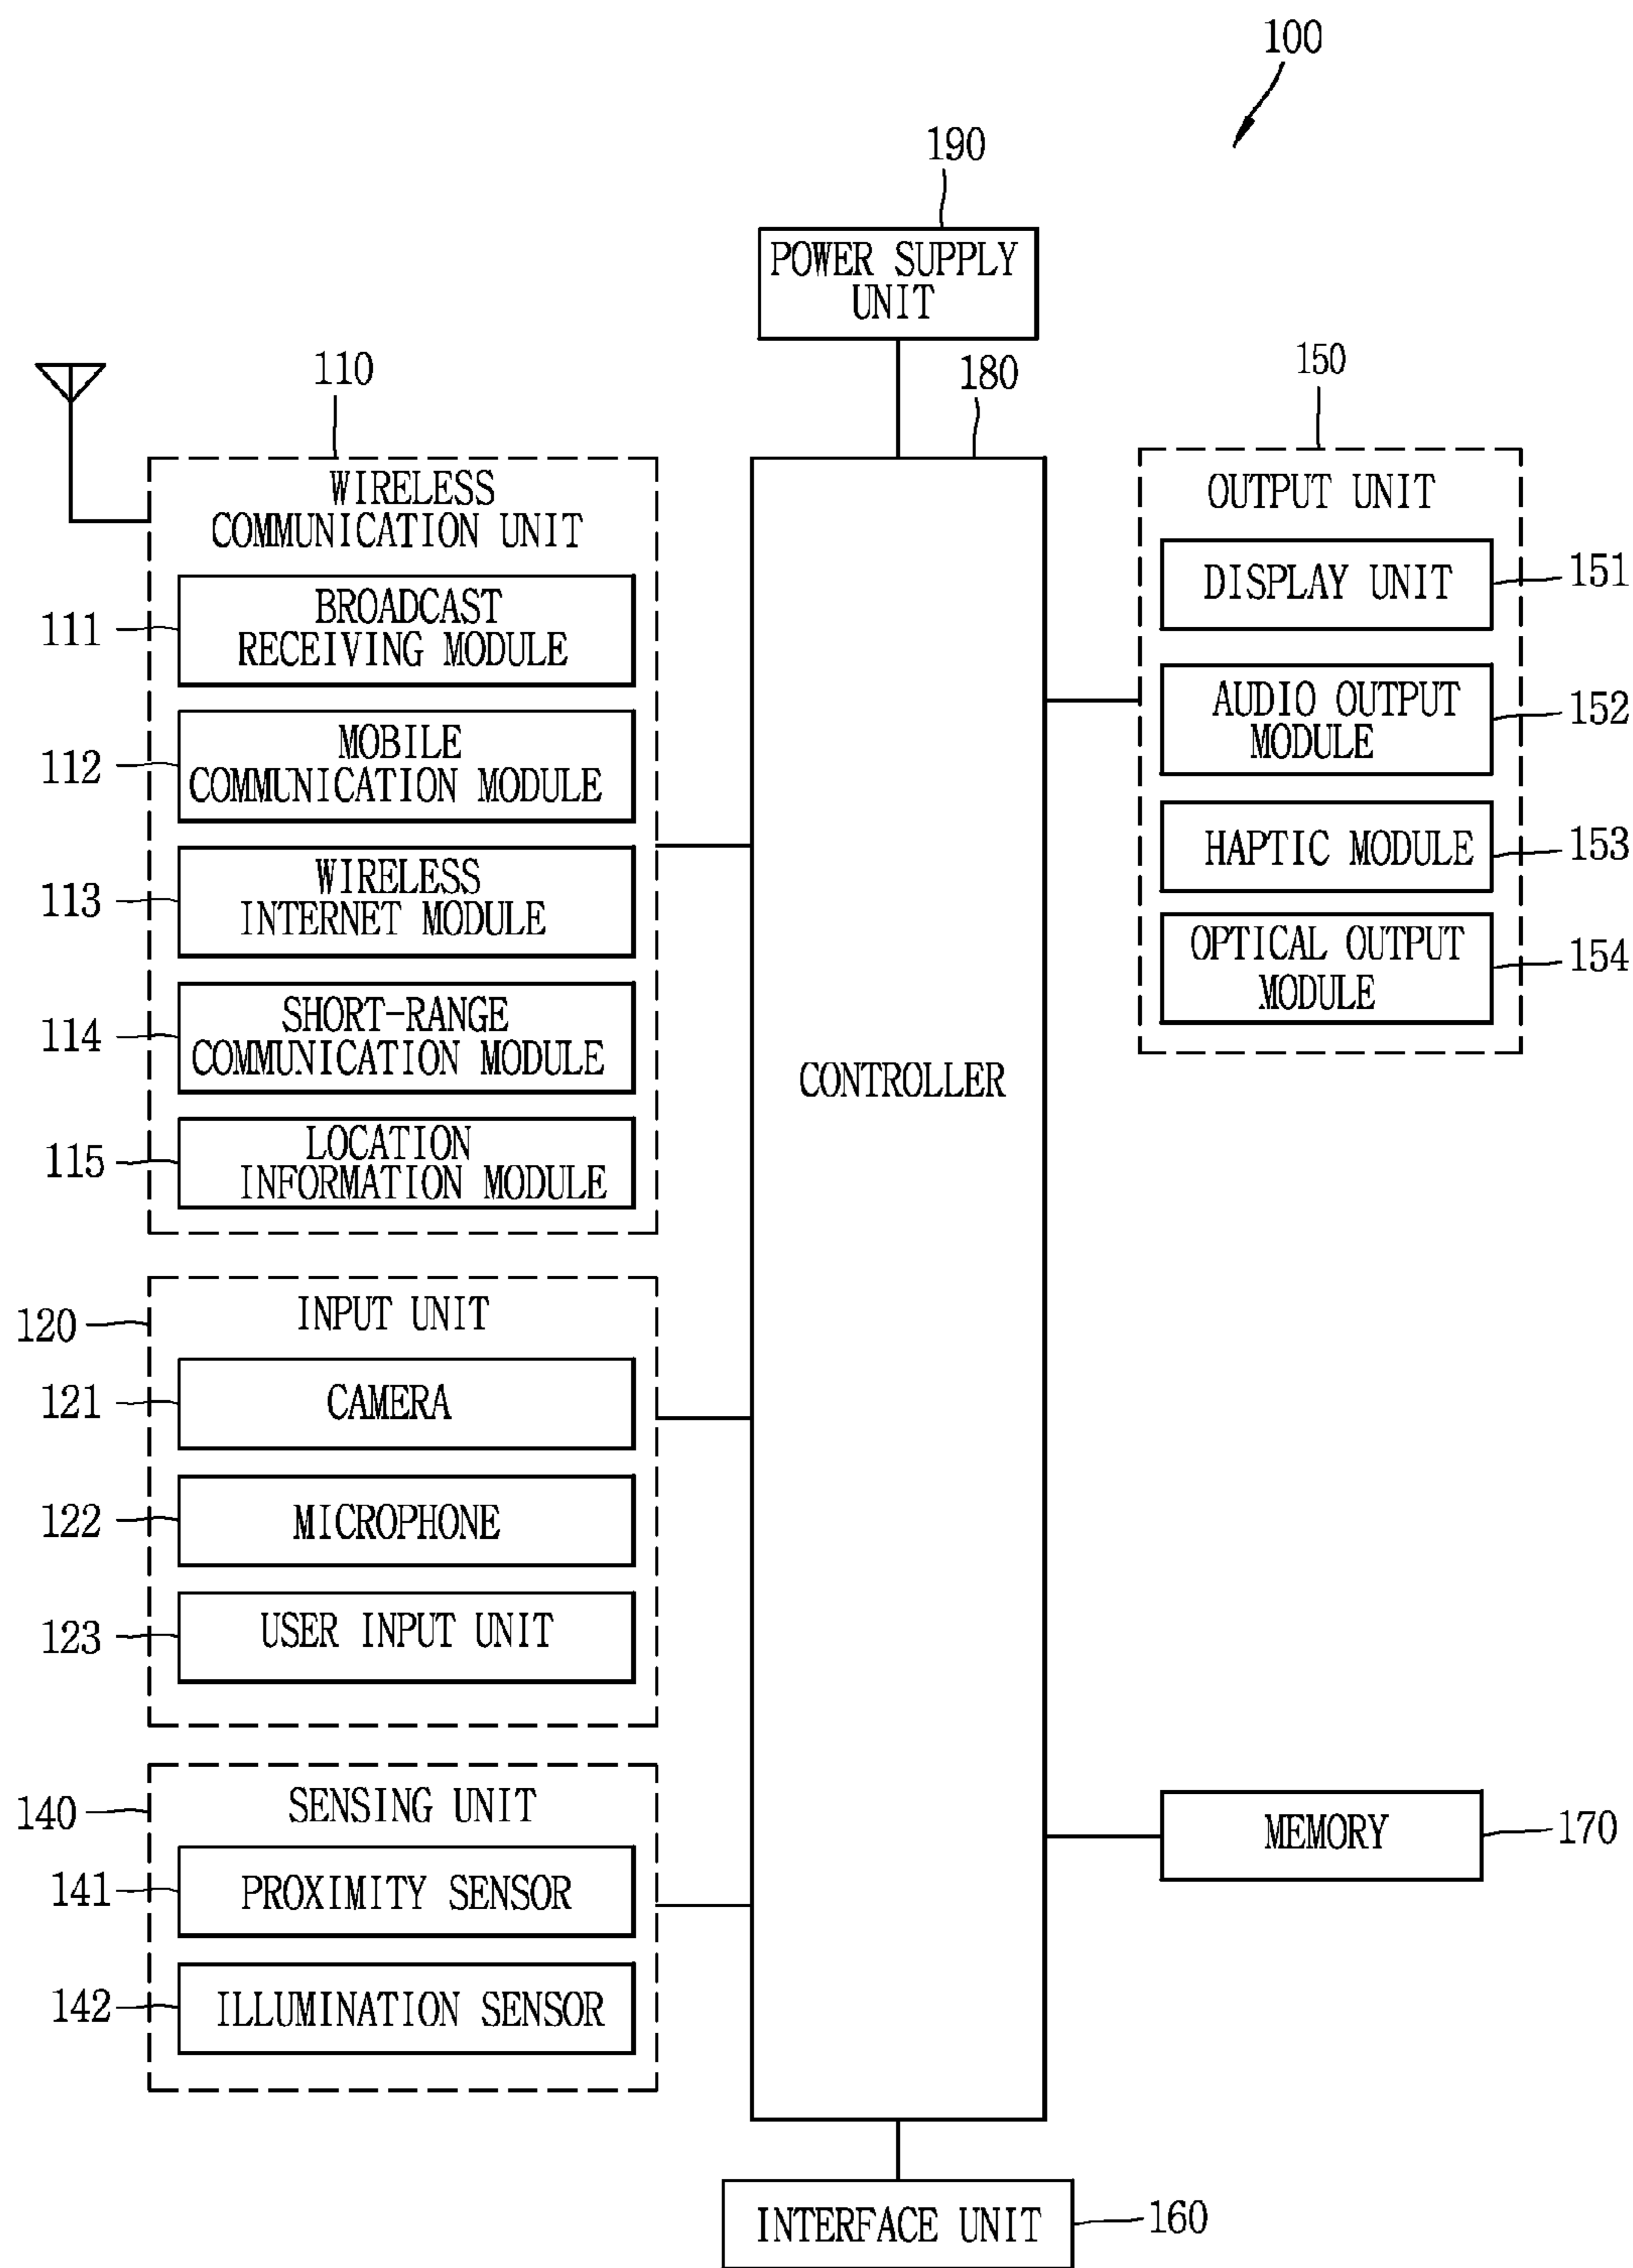 100
190
POWER SUPPLY
UNIT
110
180
150
WIRELESS
COMMUNICATION UNIT
111
BROADCAST
RECEIVING MODULE
112
MOBILE
COMMUNICATION MODULE
113
WIRELESS
INTERNET MODULE
114
SHORT-RANGE
COMMUNICATION MODULE
115
LOCATION
INFORMATION MODULE
120
INPUT UNIT
121
CAMERA
122
MICROPHONE
123
USER INPUT UNIT
140
SENSING UNIT
141
PROXIMITY SENSOR
142
ILLUMINATION SENSOR
CONTROLLER
OUTPUT UNIT
DISPLAY UNIT
151
AUDIO OUTPUT
MODULE
152
HAPTIC MODULE
153
OPTICAL OUTPUT
MODULE
154
MEMORY
170
INTERFACE UNIT
160